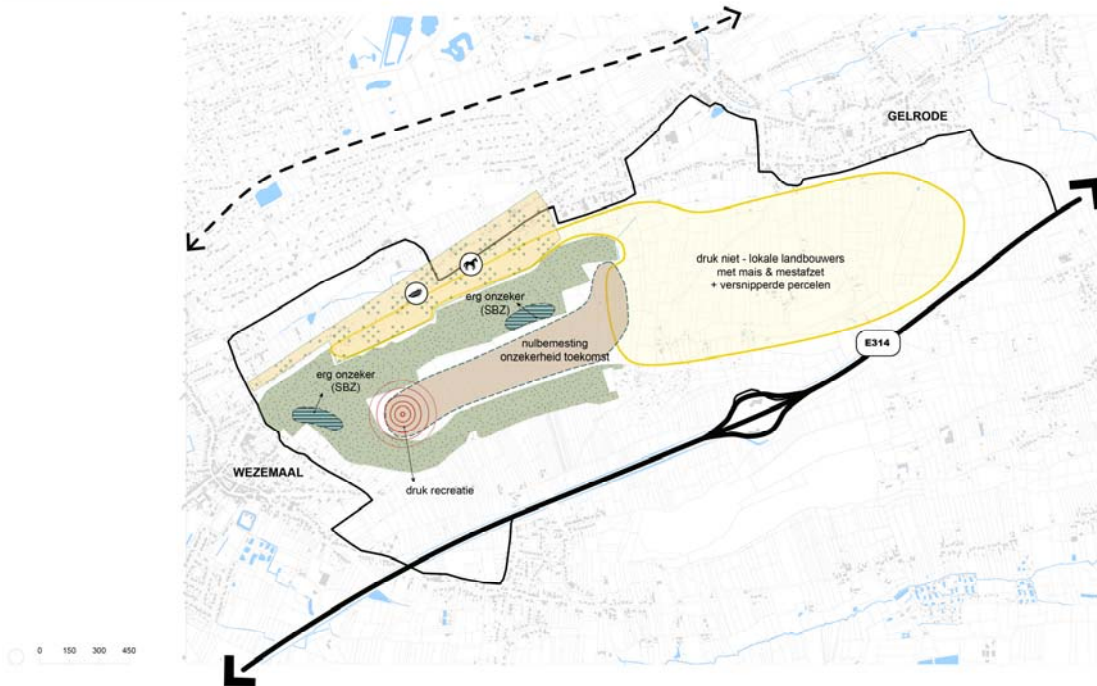 GELRODE
druk niet - lokale landbouwers
met mais & mestafzet
+ versnipperde percelen
erg onzeker
(SBZ)
E314
nulbemesting
onzekerheid toekomst
erg onzeker
(SBZ)
WEZEMAAL
druk recreatie
0 150 300 450